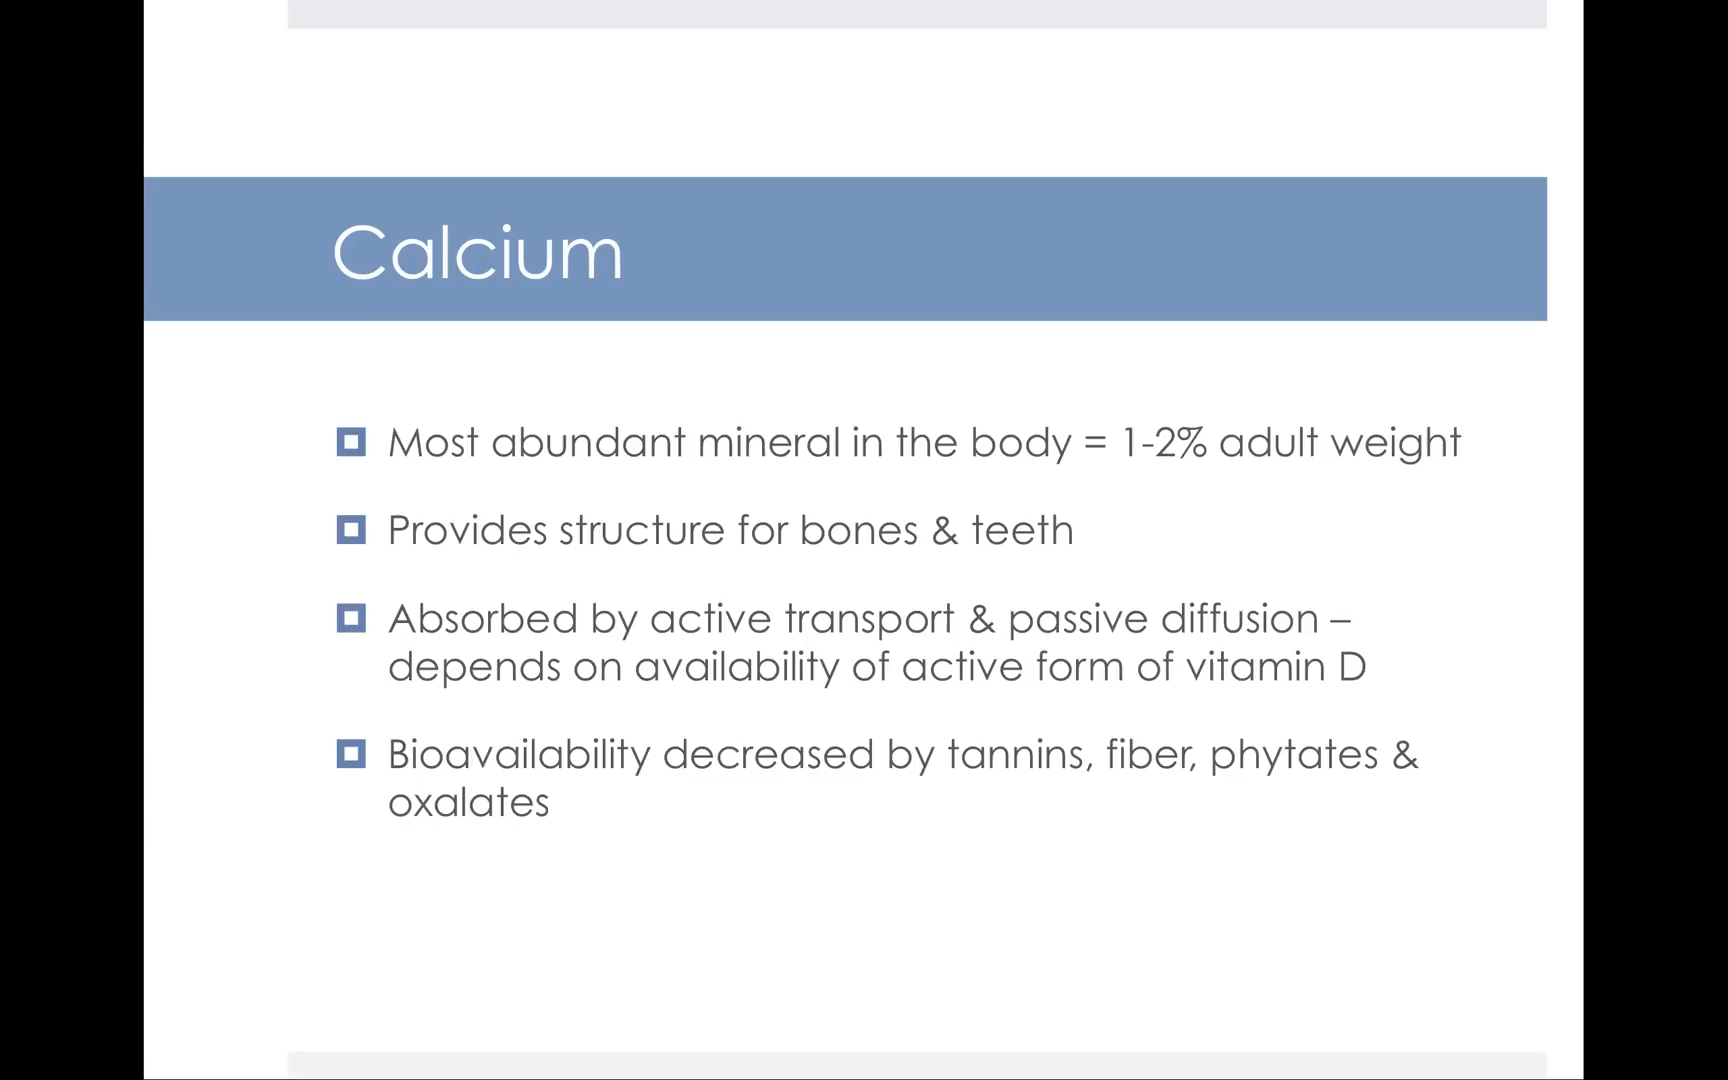 Calcium
Most abundant mineral in the body = 1-2% adult weight
Provides structure for bones & teeth
Absorbed by active transport & passive diffusion –
depends on availability of active form of vitamin D
Bioavailability decreased by tannins, fiber, phytates &
oxalates